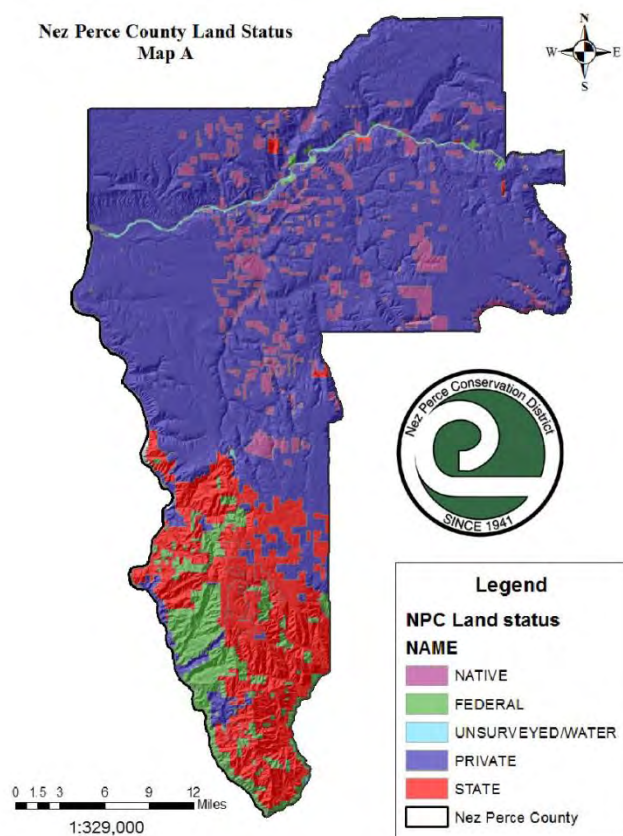 Nez Perce County Land Status
Map A
N
W E
S
Nez Perce Conservation District
SINCE 1941
Legend
NPC Land status
NAME
NATIVE
FEDERAL
UNSURVEYED/WATER
PRIVATE
STATE
Nez Perce County
0 1.5 3 6 9 12
Miles
1:329,000